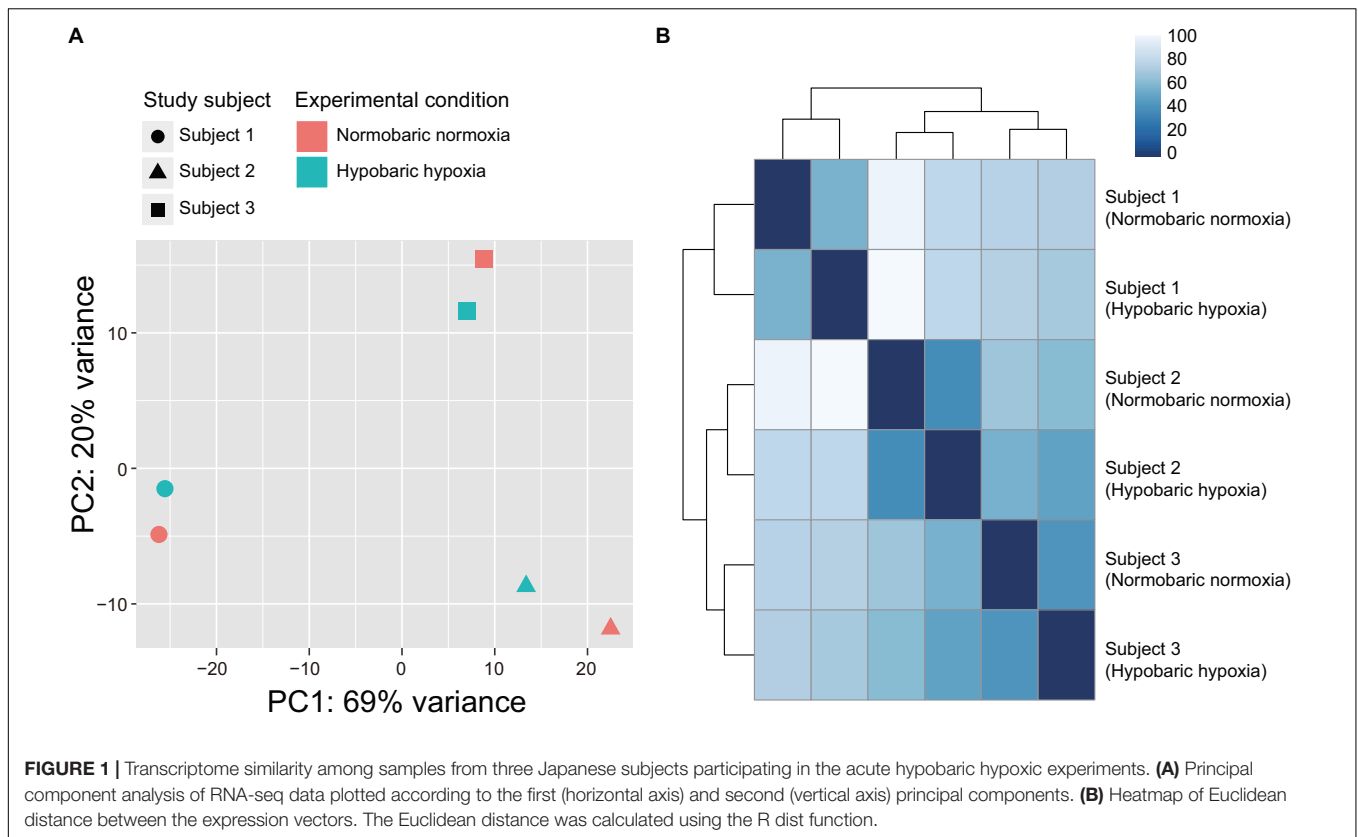 A
Study subject
Subject 1
Subject 2
Subject 3
Experimental condition
Normobaric normoxia
Hypobaric hypoxia
PC2: 20% variance
10
0
−10
−20
−10
0
10
20
PC1: 69% variance
B
100
80
60
40
20
0
Subject 1
(Normobaric normoxia)
Subject 1
(Hypobaric hypoxia)
Subject 2
(Normobaric normoxia)
Subject 2
(Hypobaric hypoxia)
Subject 3
(Normobaric normoxia)
Subject 3
(Hypobaric hypoxia)
FIGURE 1 | Transcriptome similarity among samples from three Japanese subjects participating in the acute hypobaric hypoxic experiments. (A) Principal
component analysis of RNA-seq data plotted according to the first (horizontal axis) and second (vertical axis) principal components. (B) Heatmap of Euclidean
distance between the expression vectors. The Euclidean distance was calculated using the R dist function.